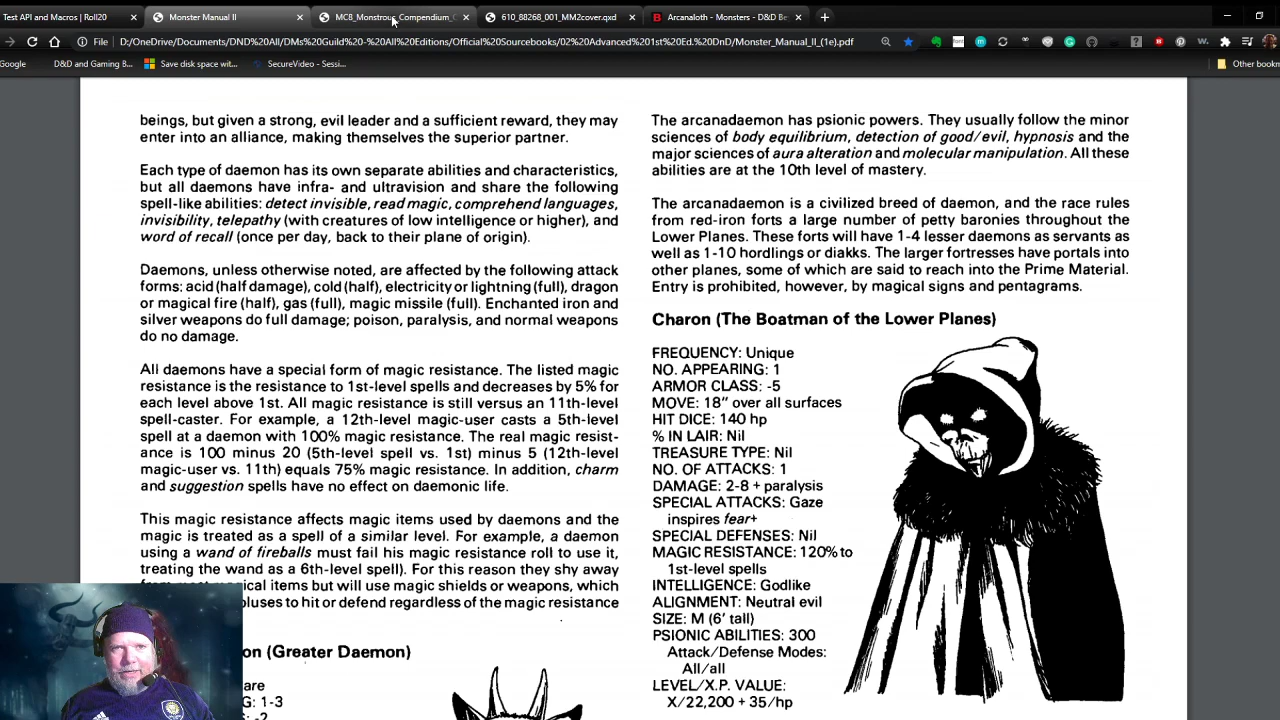 Test API and Macros | Roll20
Monster Manual II
MC8_Monstrous_Compendium_
610_88268_001_MM2cover.qxd
Arcanaloth - Monsters - D&D Be
File
D:/OneDrive/Documents/DND%20All/DMs%20Guild%20-%20All%20Editions/Official%20Sourcebooks/02%20Advanced%201st%20Ed.%20DnD/Monster_Manual_II_(1e).pdf
Google
D&D and Gaming B...
Save disk space wit...
SecureVideo - Sessi...
Other bookm
beings, but given a strong, evil leader and a sufficient reward, they may
enter into an alliance, making themselves the superior partner.
Each type of daemon has its own separate abilities and characteristics,
but all daemons have infra- and ultravision and share the following
spell-like abilities: detect invisible, read magic, comprehend languages,
invisibility, telepathy (with creatures of low intelligence or higher), and
word of recall (once per day, back to their plane of origin).
Daemons, unless otherwise noted, are affected by the following attack
forms: acid (half damage), cold (half), electricity or lightning (full), dragon
or magical fire (half), gas (full), magic missile (full). Enchanted iron and
silver weapons do full damage; poison, paralysis, and normal weapons
do no damage.
All daemons have a special form of magic resistance. The listed magic
resistance is the resistance to 1st-level spells and decreases by 5% for
each level above 1st. All magic resistance is still versus an 11th-level
spell-caster. For example, a 12th-level magic-user casts a 5th-level
spell at a daemon with 100% magic resistance. The real magic resist-
ance is 100 minus 20 (5th-level spell vs. 1st) minus 5 (12th-level
magic-user vs. 11th) equals 75% magic resistance. In addition, charm
and suggestion spells have no effect on daemonic life.
This magic resistance affects magic items used by daemons and the
magic is treated as a spell of a similar level. For example, a daemon
using a wand of fireballs must fail his magic resistance roll to use it,
treating the wand as a 6th-level spell). For this reason they shy away
ical items but will use magic shields or weapons, which
pluses to hit or defend regardless of the magic resistance
on (Greater Daemon)
are
G: 1-3
-2
The arcanadaemon has psionic powers. They usually follow the minor
sciences of body equilibrium, detection of good/evil, hypnosis and the
major sciences of aura alteration and molecular manipulation. All these
abilities are at the 10th level of mastery.
The arcanadaemon is a civilized breed of daemon, and the race rules
from red-iron forts a large number of petty baronies throughout the
Lower Planes. These forts will have 1-4 lesser daemons as servants as
well as 1-10 hordlings or diakks. The larger fortresses have portals into
other planes, some of which are said to reach into the Prime Material.
Entry is prohibited, however, by magical signs and pentagrams.
Charon (The Boatman of the Lower Planes)
FREQUENCY: Unique
NO. APPEARING: 1
ARMOR CLASS: -5
MOVE: 18" over all surfaces
HIT DICE: 140 hp
% IN LAIR: Nil
TREASURE TYPE: Nil
NO. OF ATTACKS: 1
DAMAGE: 2-8 + paralysis
SPECIAL ATTACKS: Gaze
inspires fear+
SPECIAL DEFENSES: Nil
MAGIC RESISTANCE: 120% to
1st-level spells
INTELLIGENCE: Godlike
ALIGNMENT: Neutral evil
SIZE: M (6' tall)
PSIONIC ABILITIES: 300
Attack/Defense Modes:
All/all
LEVEL/X.P. VALUE:
X/22,200 + 35/hp